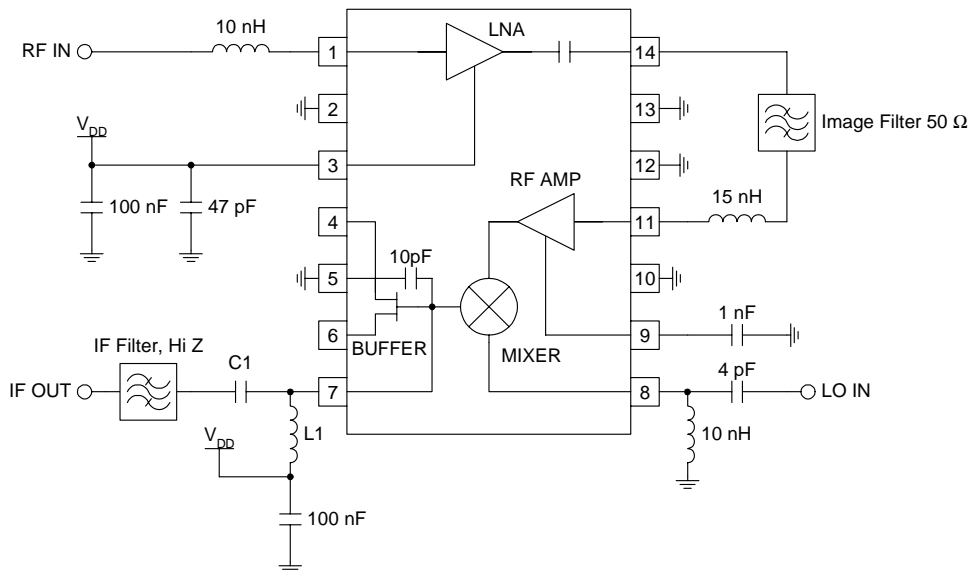 10 nH
LNA
RF IN
1
14
2
13
Image Filter 50 Ω
V_DD
3
12
100 nF
47 pF
RF AMP
15 nH
4
11
10pF
5
10
1 nF
6
9
IF Filter, Hi Z
BUFFER
MIXER
C1
4 pF
IF OUT
7
8
LO IN
V_DD
L1
10 nH
100 nF